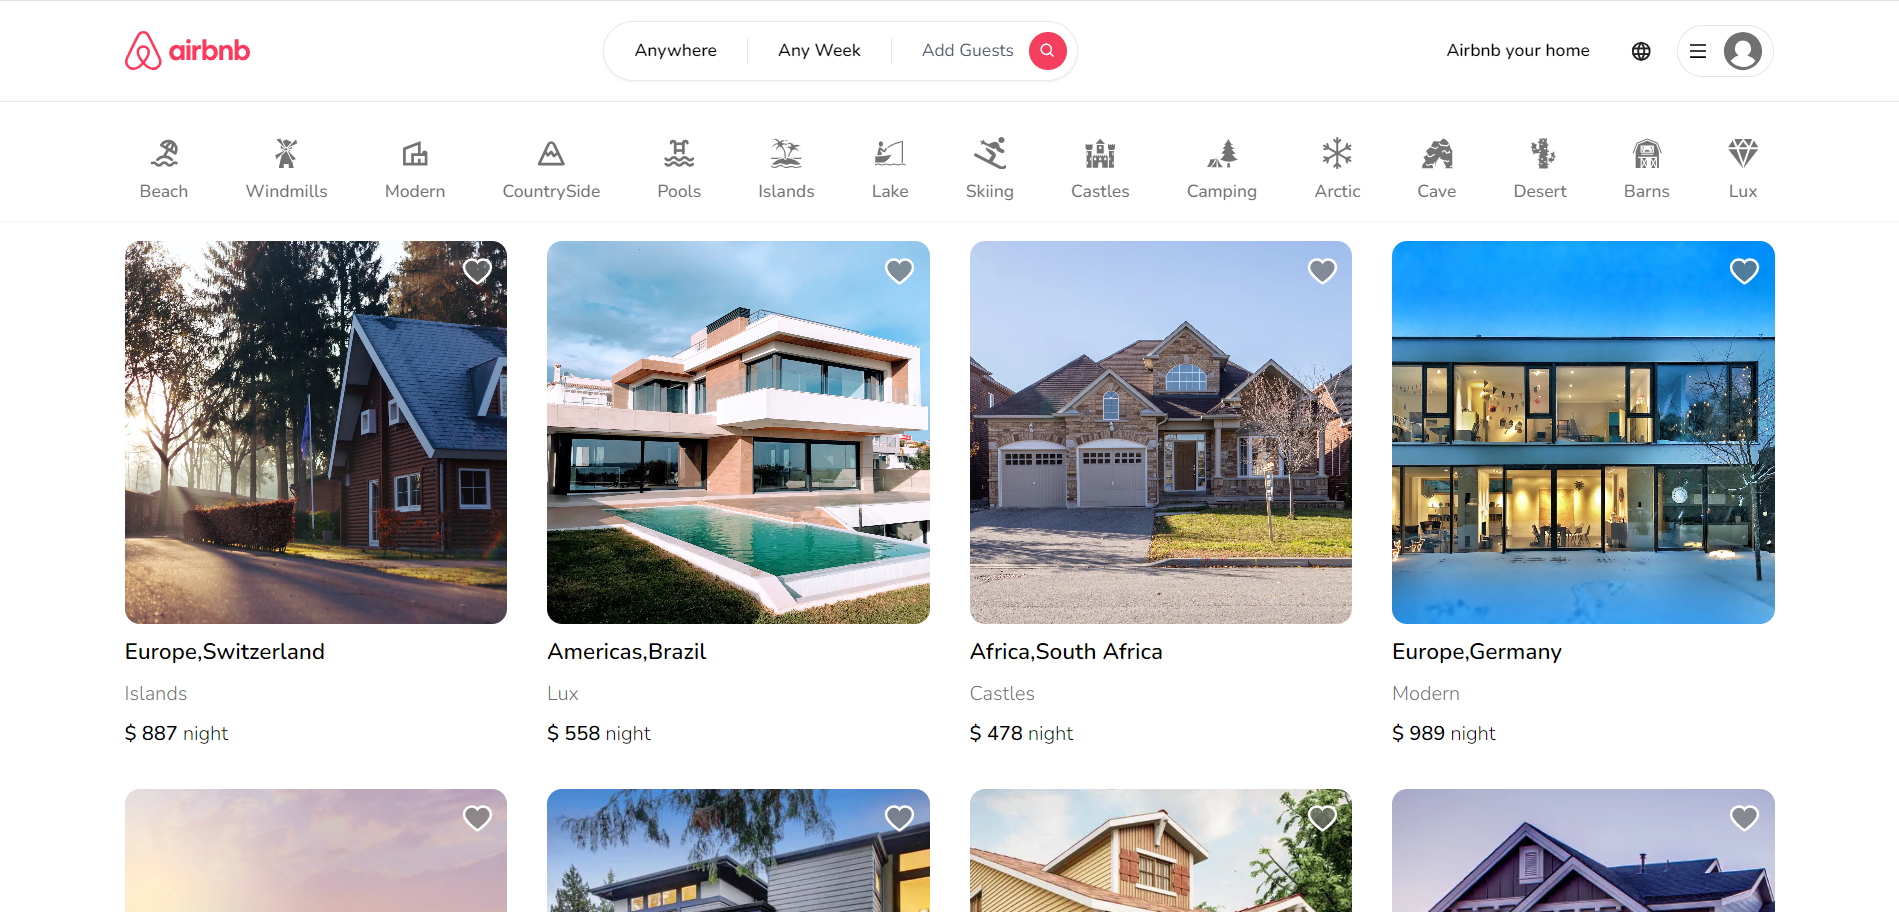 airbnb
Anywhere
Any Week
Add Guests
Airbnb your home
Beach
Windmills
Modern
CountrySide
Pools
Islands
Lake
Skiing
Castles
Camping
Arctic
Cave
Desert
Barns
Lux
Europe,Switzerland
Islands
$ 887 night
Americas,Brazil
Lux
$ 558 night
Africa,South Africa
Castles
$ 478 night
Europe,Germany
Modern
$ 989 night